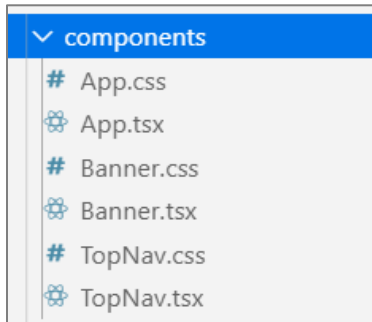 components
# App.css
App.tsx
# Banner.css
Banner.tsx
# TopNav.css
TopNav.tsx